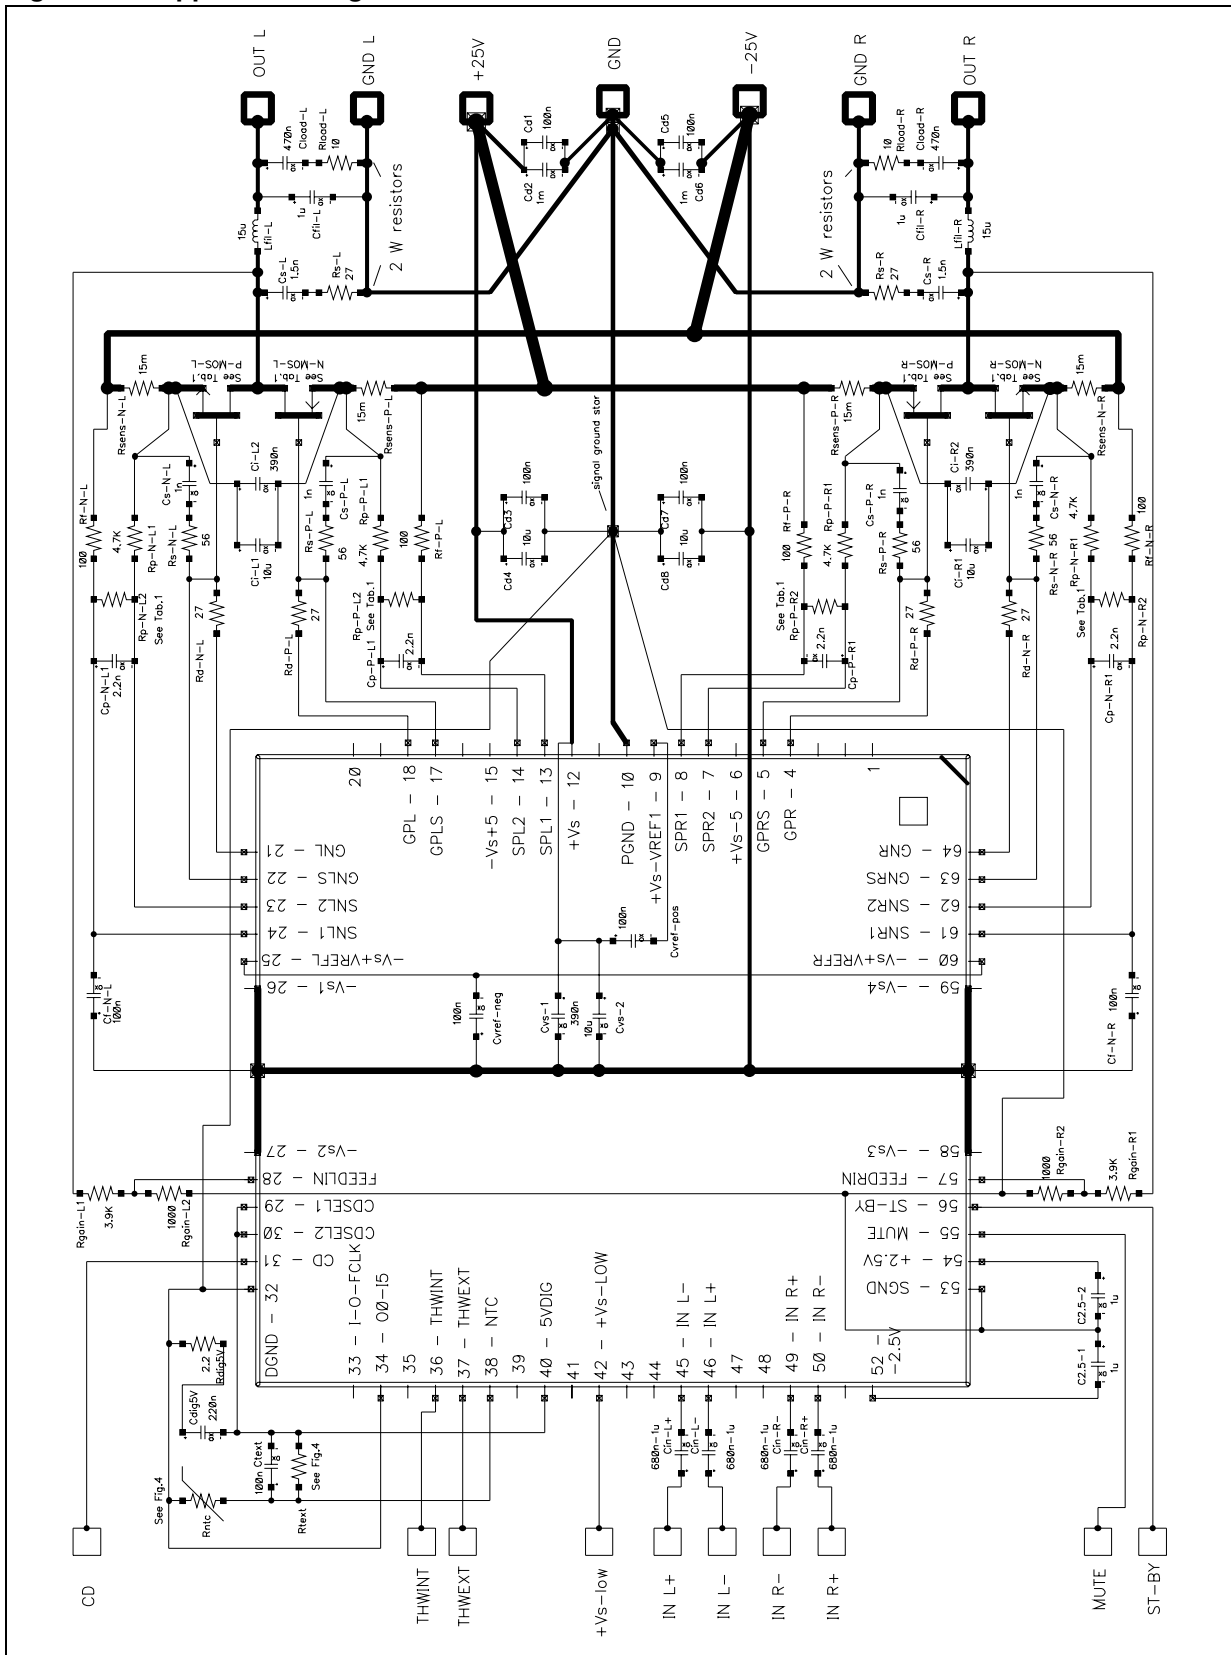 OUT L
GND L
+25V
GND
-25V
GND R
OUT R
470n
Cload-L
Rload-L
10
1u
Cfil-L
15u
Lfil-L
Cs-L
1.5n
Rs-L
27
2 W resistors
Cd1
100n
Cd2
1m
Cd5
100n
1m
Cd6
2 W resistors
10
Rload-R
Cload-R
470n
1u
Cfil-R
Lfil-R
15u
Rs-R
27
Cs-R
1.5n
15m
Rsens-N-L
P-MOS-L
See Tab.1
N-MOS-L
See Tab.1
15m
Rsens-P-L
15m
Rsens-P-R
P-MOS-R
See Tab.1
N-MOS-R
See Tab.1
15m
Rsens-N-R
Rf-N-L
100
4.7K
Rp-N-L1
Cs-N-L
1n
Rs-N-L
56
Ci-L2
390n
Ci-L1
10u
1n
Cs-P-L
Rs-P-L
56
Rp-P-L1
4.7K
100
Rf-P-L
Cd3
100n
Cd4
10u
signal ground star
100n
Cd7
10u
Cd8
Rf-P-R
100
Rp-P-R1
4.7K
Cs-P-R
1n
Rs-P-R
56
Ci-R2
390n
Ci-R1
10u
1n
Cs-N-R
Rs-N-R
56
4.7K
Rp-N-R1
100
Rf-N-R
Rp-N-L2
See Tab.1
Cp-N-L1
2.2n
27
Rd-N-L
27
Rd-P-L
Rp-P-L2
See Tab.1
Cp-P-L1
2.2n
See Tab.1
Rp-P-R2
2.2n
Cp-P-R1
27
Rd-P-R
27
Rd-N-R
See Tab.1
Rp-N-R2
2.2n
Cp-N-R1
20
GPL - 18
GPLS - 17
-Vs+5 - 15
SPL2 - 14
SPL1 - 13
+Vs - 12
PGND - 10
+Vs-VREF1 - 9
SPR1 - 8
SPR2 - 7
+Vs-5 - 6
GPRS - 5
GPR - 4
1
21 - GNL
22 - GNLS
23 - SNL2
24 - SNL1
25 - -Vs+VREFL
26 - -Vs1
27 - -Vs2
28 - FEEDLIN
29 - CDSEL1
30 - CDSEL2
31 - CD
DGND - 32
64 - GNR
63 - GNRS
62 - SNR2
61 - SNR1
60 - -Vs+VREFR
59 - -Vs4
58 - -Vs3
57 - FEEDRIN
56 - ST-BY
55 - MUTE
54 - +2.5V
53 - SGND
Cf-N-L
100n
100n
Cvref-neg
Cvs-1
390n
10u
Cvs-2
100n
Cvref-pos
100n
Cf-N-R
Rgain-L1
3.9K
1000
Rgain-L2
1000
Rgain-R2
3.9K
Rgain-R1
33 - I-O-FCLK
34 - OO-I5
35
36 - THWINT
37 - THWEXT
38 - NTC
39
40 - 5VDIG
41
42 - +Vs-LOW
43
44
45 - IN L-
46 - IN L+
47
48
49 - IN R+
50 - IN R-
52 -
-2.5V
2.2
Rdig5V
Cdig5V
220n
100n Ctext
See Fig.4
Rtext
See Fig.4
Rntc
680n-1u
Cin-L+
Cin-L-
680n-1u
680n-1u
Cin-R-
Cin-R+
680n-1u
C2.5-2
1u
C2.5-1
1u
CD
THWINT
THWEXT
+Vs-low
IN L+
IN L-
IN R-
IN R+
MUTE
ST-BY